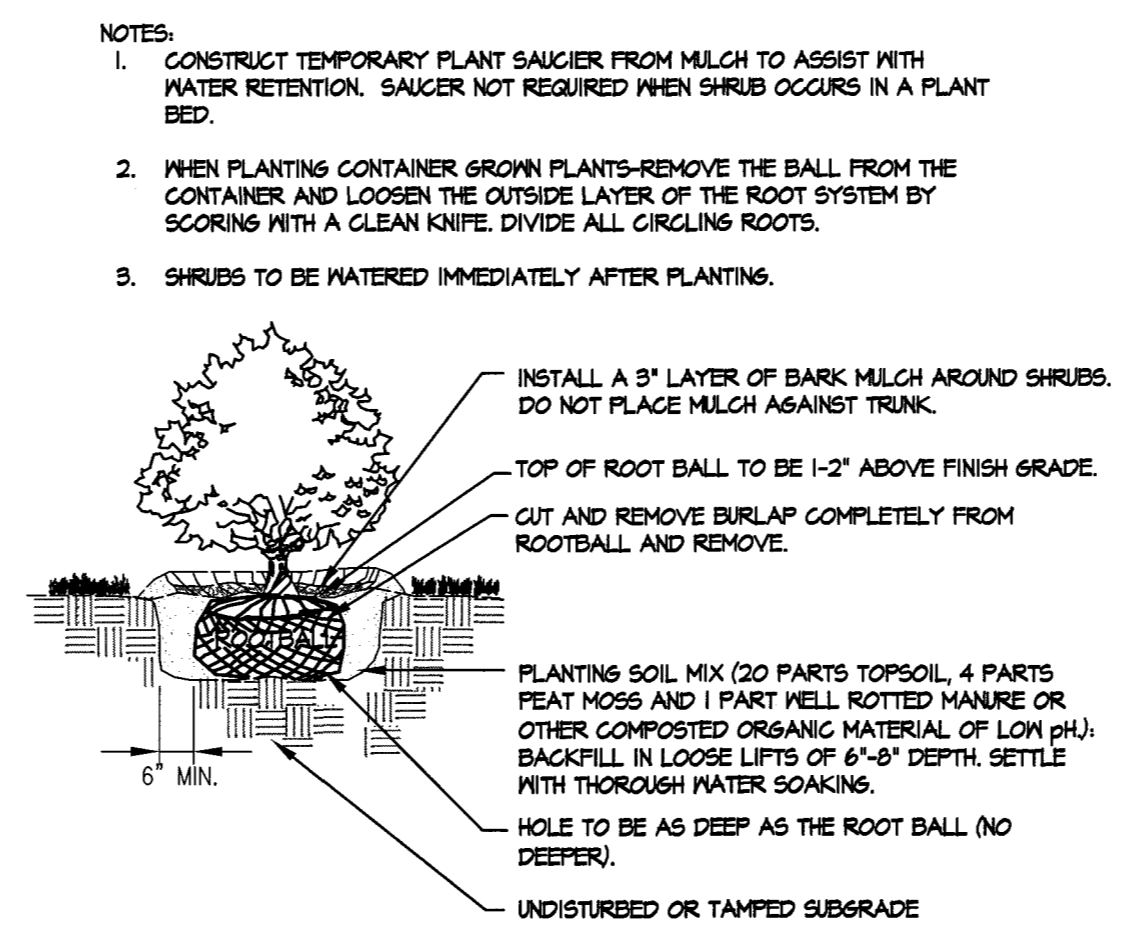 NOTES:
1. CONSTRUCT TEMPORARY PLANT SAUCIER FROM MULCH TO ASSIST WITH
WATER RETENTION. SAUCER NOT REQUIRED WHEN SHRUB OCCURS IN A PLANT
BED.
2. WHEN PLANTING CONTAINER GROWN PLANTS-REMOVE THE BALL FROM THE
CONTAINER AND LOOSEN THE OUTSIDE LAYER OF THE ROOT SYSTEM BY
SCORING WITH A CLEAN KNIFE. DIVIDE ALL CIRCLING ROOTS.
3. SHRUBS TO BE WATERED IMMEDIATELY AFTER PLANTING.
INSTALL A 3" LAYER OF BARK MULCH AROUND SHRUBS.
DO NOT PLACE MULCH AGAINST TRUNK.
TOP OF ROOT BALL TO BE 1-2" ABOVE FINISH GRADE.
CUT AND REMOVE BURLAP COMPLETELY FROM
ROOTBALL AND REMOVE.
ROOTBALL
PLANTING SOIL MIX (20 PARTS TOPSOIL, 4 PARTS
PEAT MOSS AND 1 PART WELL ROTTED MANURE OR
OTHER COMPOSTED ORGANIC MATERIAL OF LOW pH.):
BACKFILL IN LOOSE LIFTS OF 6"-8" DEPTH. SETTLE
WITH THOROUGH WATER SOAKING.
6" MIN.
HOLE TO BE AS DEEP AS THE ROOT BALL (NO
DEEPER).
UNDISTURBED OR TAMPED SUBGRADE